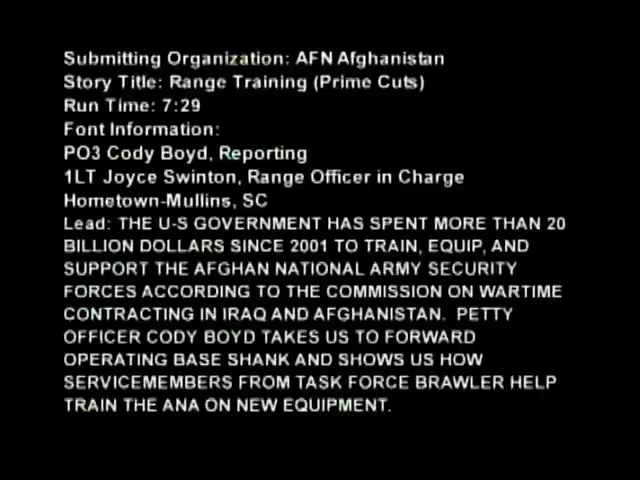 Submitting Organization: AFN Afghanistan
Story Title: Range Training (Prime Cuts)
Run Time: 7:29
Font Information:
PO3 Cody Boyd, Reporting
1LT Joyce Swinton, Range Officer in Charge
Hometown-Mullins, SC
Lead: THE U-S GOVERNMENT HAS SPENT MORE THAN 20
BILLION DOLLARS SINCE 2001 TO TRAIN, EQUIP, AND
SUPPORT THE AFGHAN NATIONAL ARMY SECURITY
FORCES ACCORDING TO THE COMMISSION ON WARTIME
CONTRACTING IN IRAQ AND AFGHANISTAN.  PETTY
OFFICER CODY BOYD TAKES US TO FORWARD
OPERATING BASE SHANK AND SHOWS US HOW
SERVICEMEMBERS FROM TASK FORCE BRAWLER HELP
TRAIN THE ANA ON NEW EQUIPMENT.